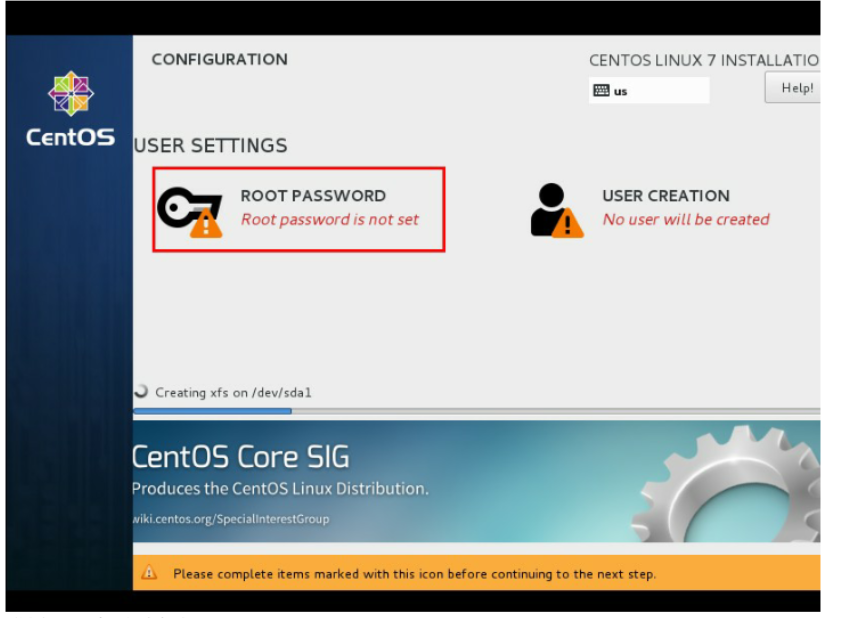 CONFIGURATION
CENTOS LINUX 7 INSTALLATIO
us
Help!
CentOS
USER SETTINGS
ROOT PASSWORD
Root password is not set
USER CREATION
No user will be created
Creating xfs on /dev/sda1
CentOS Core SIG
Produces the CentOS Linux Distribution.
wiki.centos.org/SpecialInterestGroup
Please complete items marked with this icon before continuing to the next step.